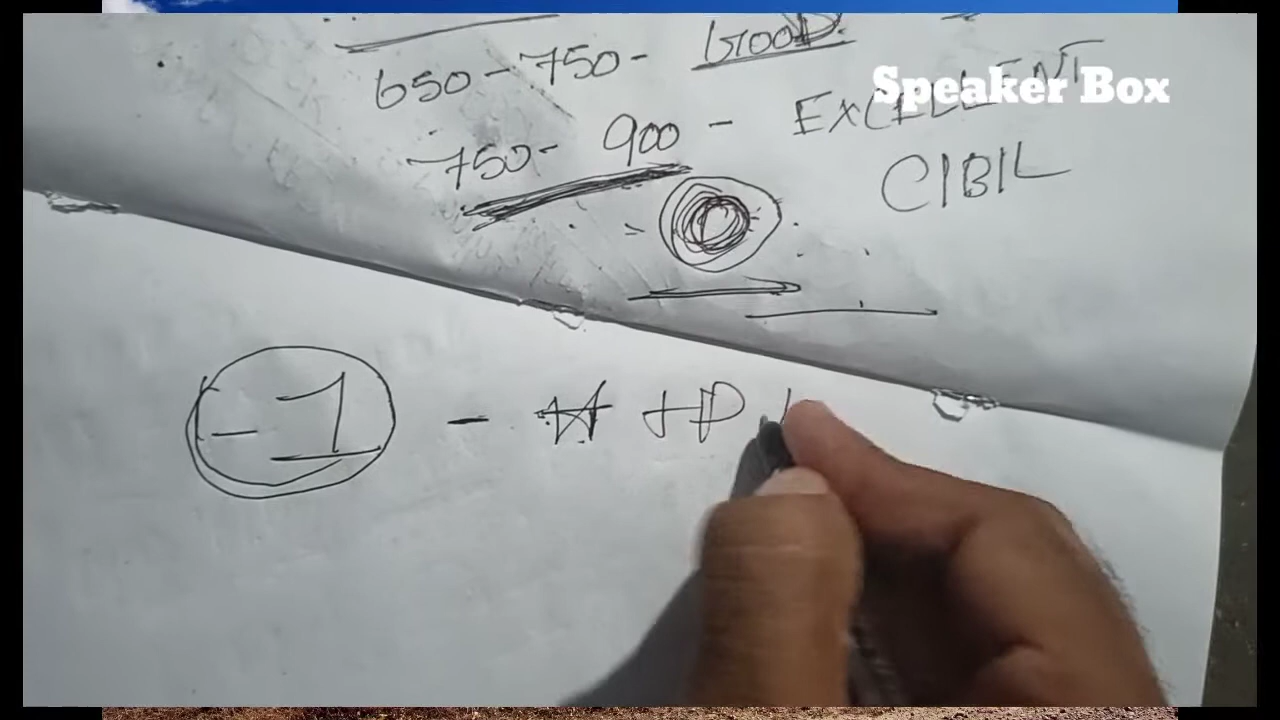 650-750- GOOD.
Speaker Box
750- 900 - EXCELLENT
CIBIL
-1 -